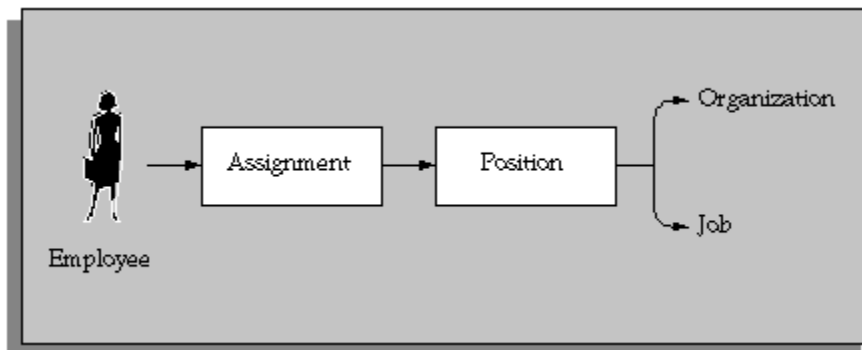 Organization
Assignment
Position
Job
Employee